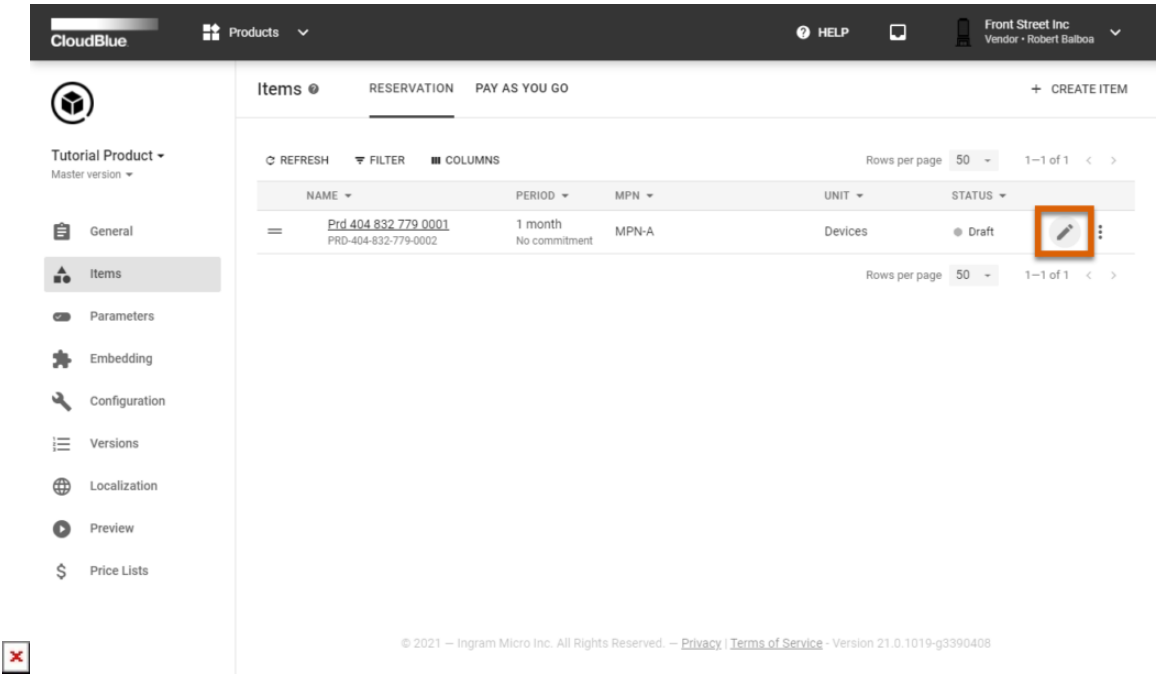 CloudBlue
Products
HELP
Front Street Inc
Vendor • Robert Balboa
Items
RESERVATION
PAY AS YOU GO
+ CREATE ITEM
Tutorial Product
Master version
REFRESH
FILTER
COLUMNS
Rows per page 50
1–1 of 1 < >
NAME
PERIOD
MPN
UNIT
STATUS
Prd 404 832 779 0001
PRD-404-832-779-0002
1 month
No commitment
MPN-A
Devices
Draft
Rows per page 50
1–1 of 1 < >
General
Items
Parameters
Embedding
Configuration
Versions
Localization
Preview
$ Price Lists
© 2021 — Ingram Micro Inc. All Rights Reserved. — Privacy | Terms of Service - Version 21.0.1019-g3390408